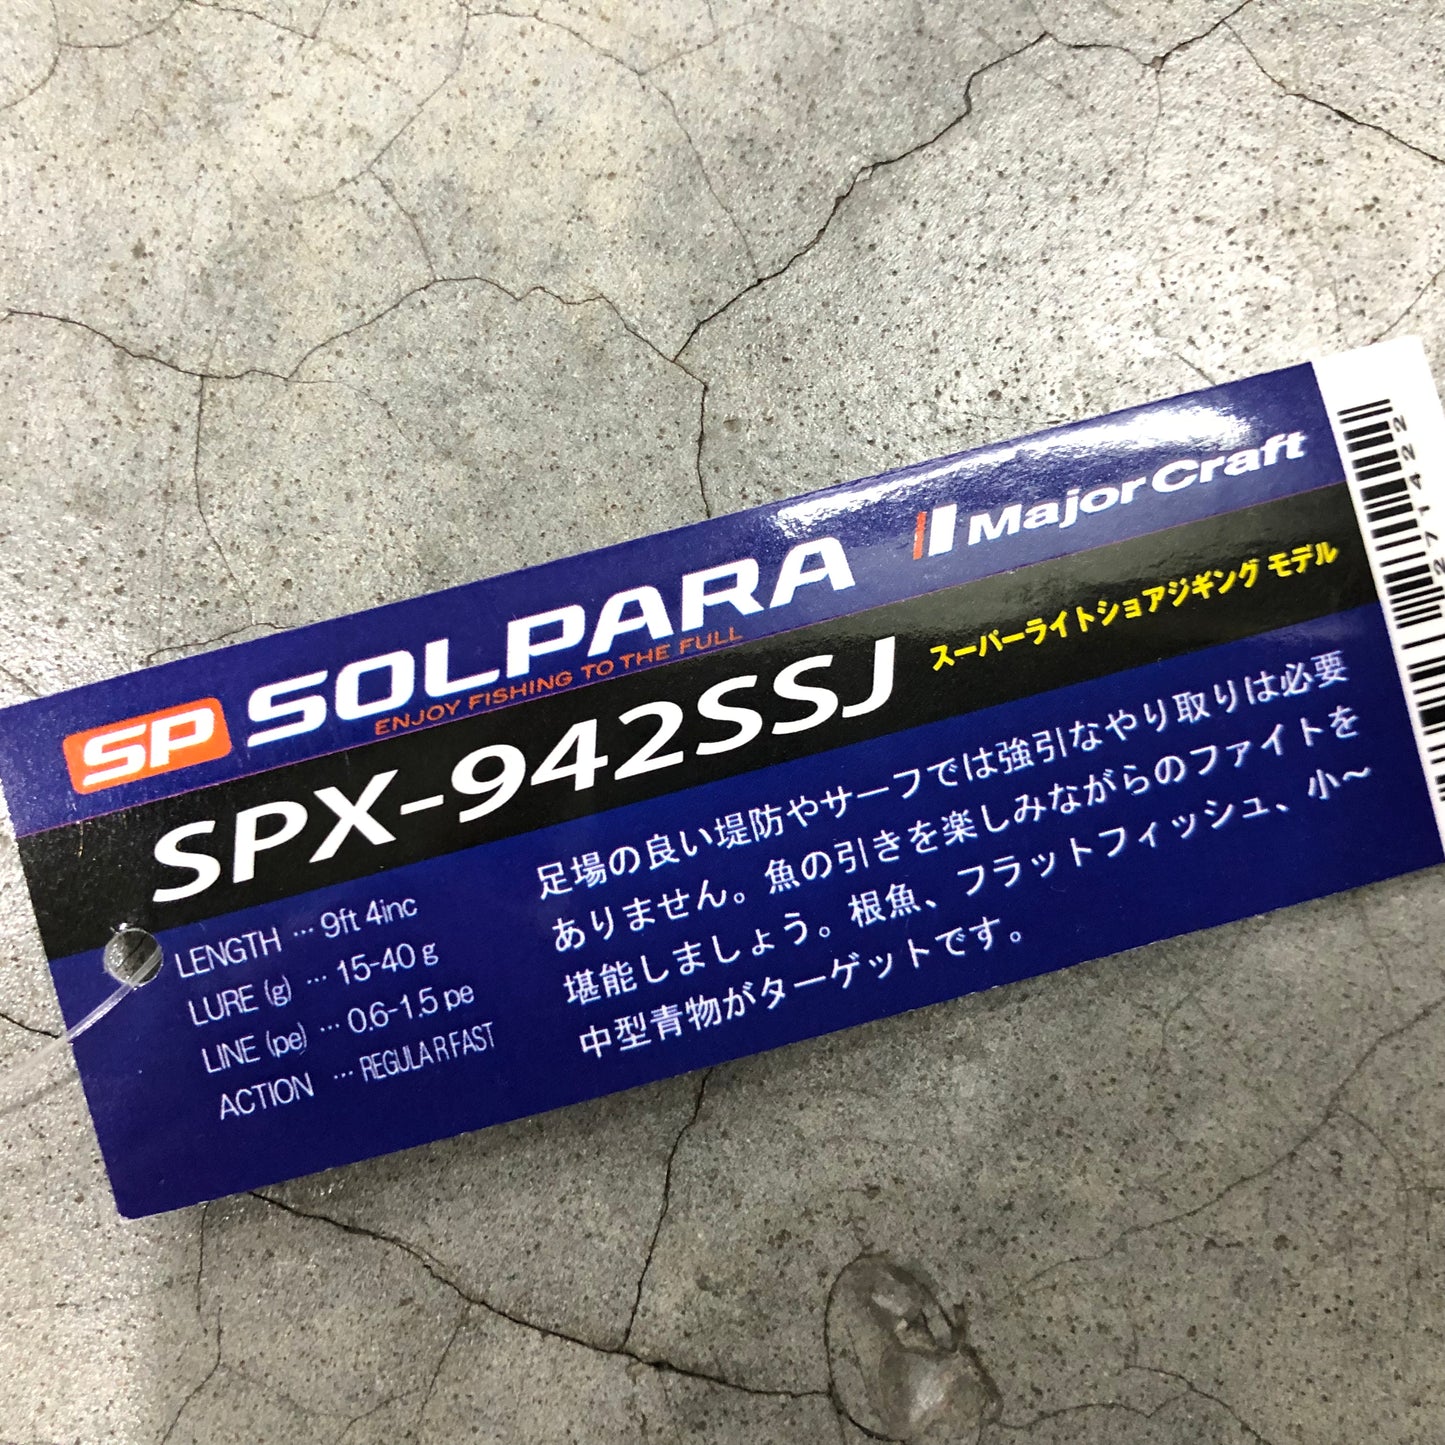 SP SOLPARA
ENJOY FISHING TO THE FULL
Major Craft
SPX-942SSJ
スーパーライトショアジギング モデル
LENGTH … 9ft 4inc
LURE (g) … 15-40 g
LINE (pe) … 0.6-1.5 pe
ACTION … REGULAR FAST
足場の良い堤防やサーフでは強引なやり取りは必要
ありません。魚の引きを楽しみながらのファイトを
堪能しましょう。根魚、フラットフィッシュ、小～
中型青物がターゲットです。
271422